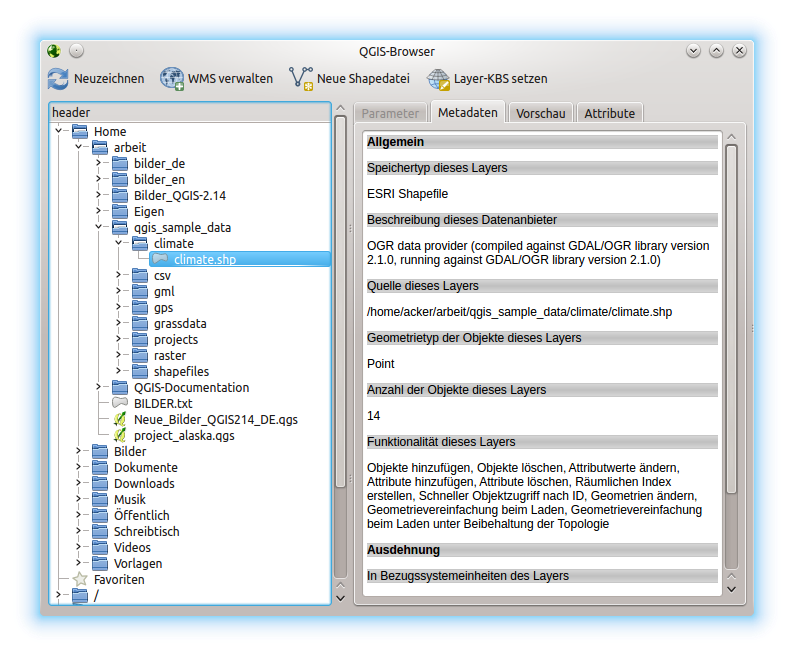 QGIS-Browser
Neuzeichnen WMS verwalten Neue Shapedatei Layer-KBS setzen
header
Home
arbeit
bilder_de
bilder_en
Bilder_QGIS-2.14
Eigen
qgis_sample_data
climate
climate.shp
csv
gml
gps
grassdata
projects
raster
shapefiles
QGIS-Documentation
BILDER.txt
Neue_Bilder_QGIS214_DE.qgs
project_alaska.qgs
Bilder
Dokumente
Downloads
Musik
Öffentlich
Schreibtisch
Videos
Vorlagen
Favoriten
/
Parameter Metadaten Vorschau Attribute
Allgemein
Speichertyp dieses Layers
ESRI Shapefile
Beschreibung dieses Datenanbieter
OGR data provider (compiled against GDAL/OGR library version
2.1.0, running against GDAL/OGR library version 2.1.0)
Quelle dieses Layers
/home/acker/arbeit/qgis_sample_data/climate/climate.shp
Geometrietyp der Objekte dieses Layers
Point
Anzahl der Objekte dieses Layers
14
Funktionalität dieses Layers
Objekte hinzufügen, Objekte löschen, Attributwerte ändern,
Attribute hinzufügen, Attribute löschen, Räumlichen Index
erstellen, Schneller Objektzugriff nach ID, Geometrien ändern,
Geometrievereinfachung beim Laden, Geometrievereinfachung
beim Laden unter Beibehaltung der Topologie
Ausdehnung
In Bezugssystemeinheiten des Layers